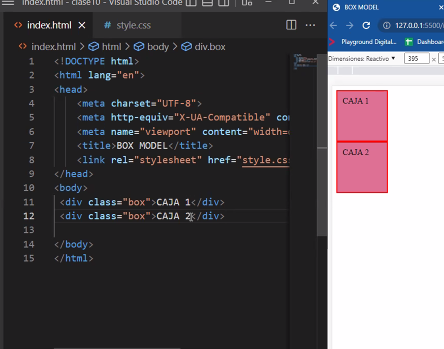 index.html - clase10 - Visual Studio Code
index.html
# style.css
index.html > html > body > div.box
1 <!DOCTYPE html>
2 <html lang="en">
3 <head>
4 <meta charset="UTF-8">
5 <meta http-equiv="X-UA-Compatible" con
6 <meta name="viewport" content="width=
7 <title>BOX MODEL</title>
8 <link rel="stylesheet" href="style.cs
9 </head>
10 <body>
11 <div class="box">CAJA 1</div>
12 <div class="box">CAJA 2</div>
13
14 </body>
15 </html>
BOX MODEL
127.0.0.1:5500/
Playground Digital...
Dashboard
Dimensiones: Reactivo
395
CAJA 1
CAJA 2